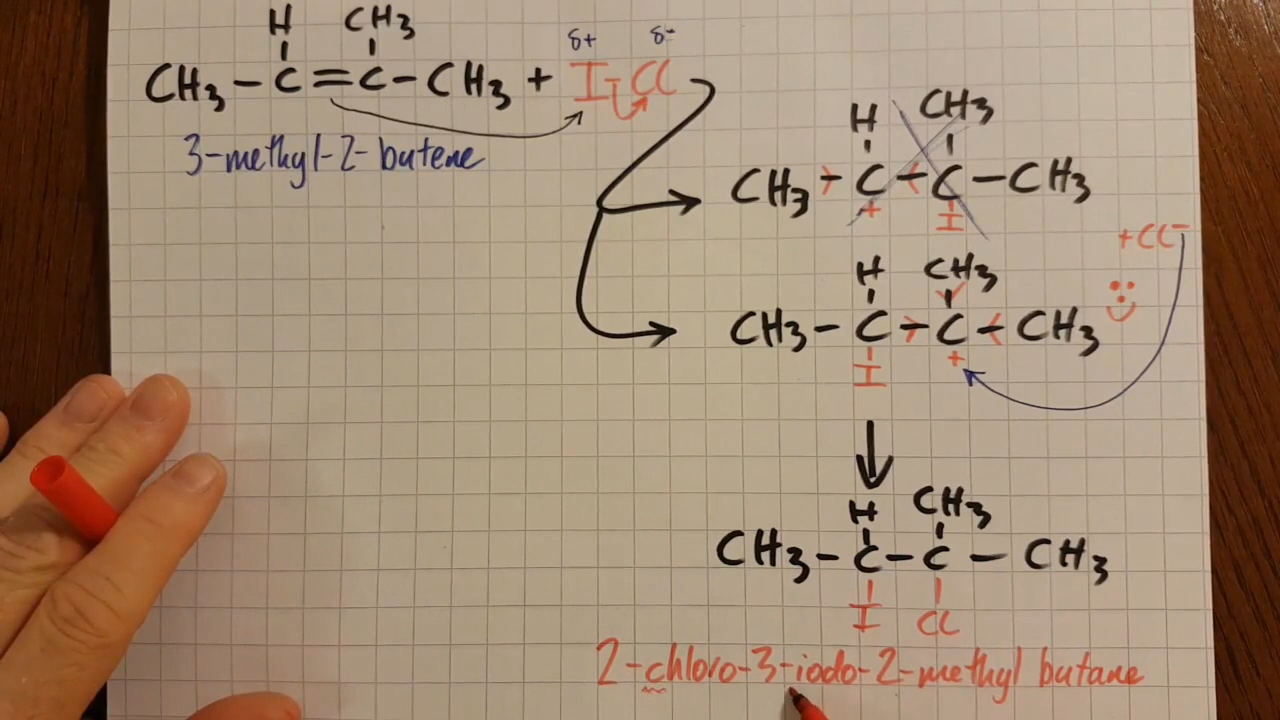 H CH3
δ+ δ-
CH3-C=C-CH3 + I-Cl
3-methyl-2-butene
H CH3
CH3-C-C-CH3
+ I
+Cl-
H CH3
CH3-C-C-CH3
I +
H CH3
CH3-C-C-CH3
I Cl
2-chloro-3-iodo-2-methyl butane